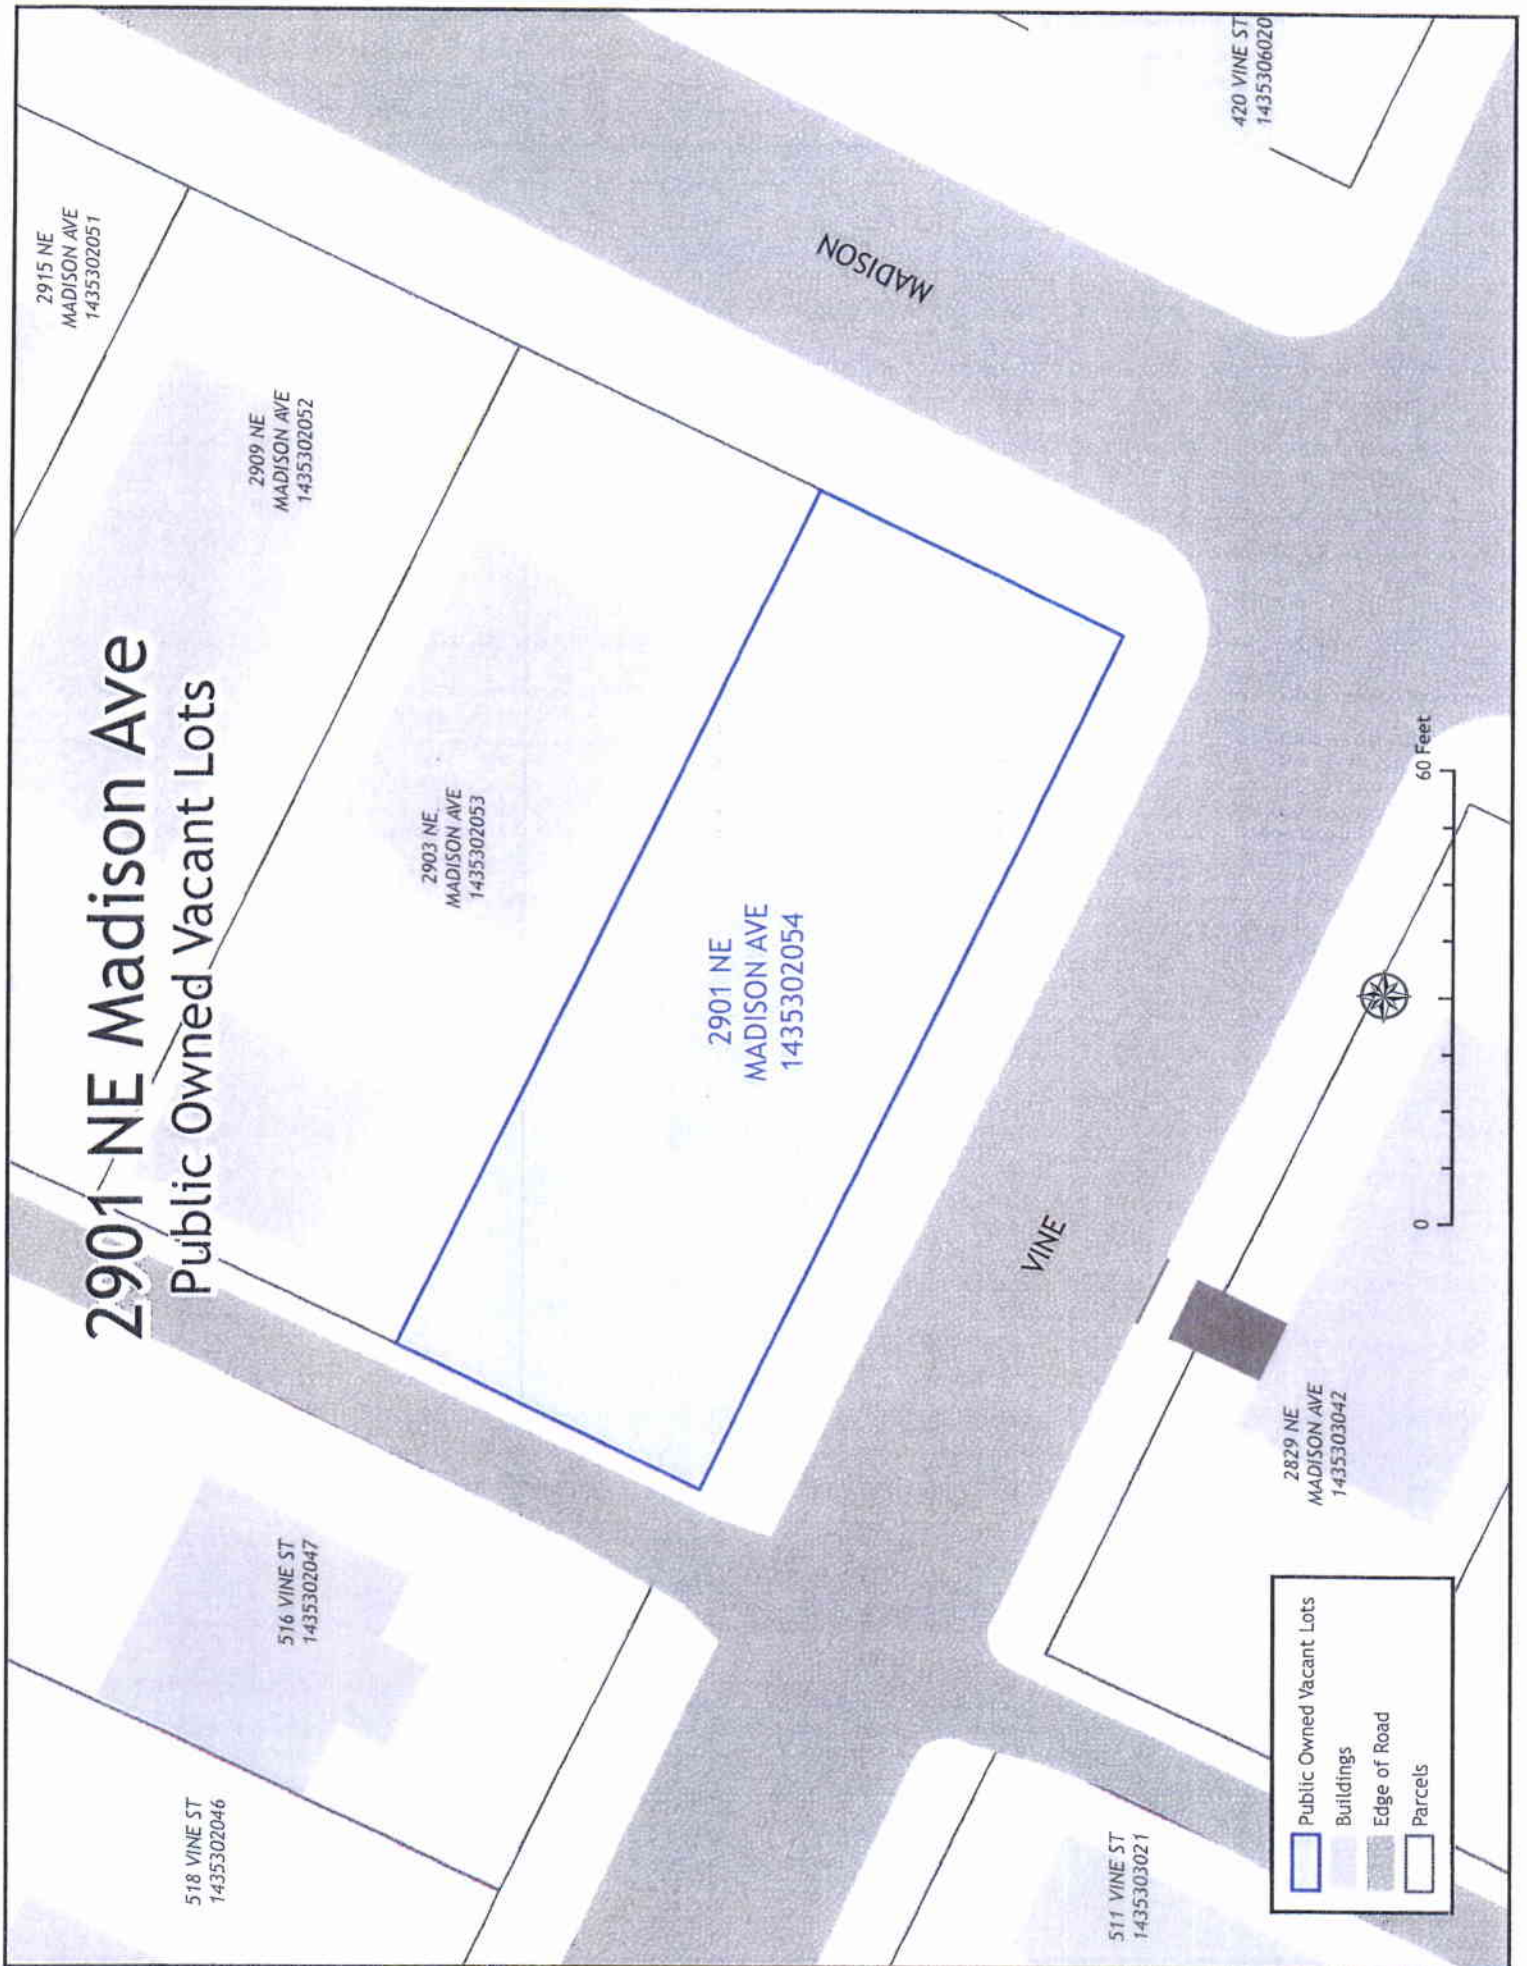 2901 NE Madison Ave
Public Owned Vacant Lots
518 VINE ST
1435302046
516 VINE ST
1435302047
2915 NE
MADISON AVE
1435302051
2909 NE
MADISON AVE
1435302052
2903 NE
MADISON AVE
1435302053
2901 NE
MADISON AVE
1435302054
MADISON
VINE
420 VINE ST
1435306020
511 VINE ST
1435303021
2829 NE
MADISON AVE
1435303042
0
60 Feet
Public Owned Vacant Lots
Buildings
Edge of Road
Parcels